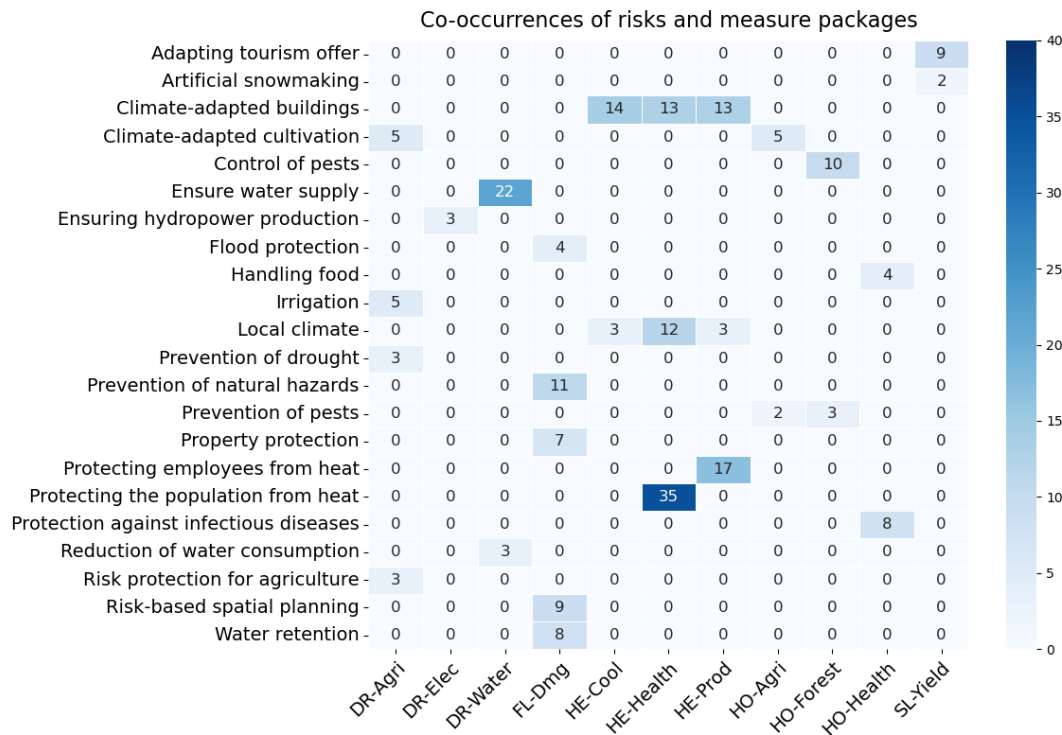 Co-occurrences of risks and measure packages
Adapting tourism offer 0 0 0 0 0 0 0 0 0 0 9
Artificial snowmaking 0 0 0 0 0 0 0 0 0 0 2
Climate-adapted buildings 0 0 0 0 14 13 13 0 0 0 0
Climate-adapted cultivation 5 0 0 0 0 0 0 5 0 0 0
Control of pests 0 0 0 0 0 0 0 0 10 0 0
Ensure water supply 0 0 22 0 0 0 0 0 0 0 0
Ensuring hydropower production 0 3 0 0 0 0 0 0 0 0 0
Flood protection 0 0 0 4 0 0 0 0 0 0 0
Handling food 0 0 0 0 0 0 0 0 0 4 0
Irrigation 5 0 0 0 0 0 0 0 0 0 0
Local climate 0 0 0 0 3 12 3 0 0 0 0
Prevention of drought 3 0 0 0 0 0 0 0 0 0 0
Prevention of natural hazards 0 0 0 11 0 0 0 0 0 0 0
Prevention of pests 0 0 0 0 0 0 0 2 3 0 0
Property protection 0 0 0 7 0 0 0 0 0 0 0
Protecting employees from heat 0 0 0 0 0 0 17 0 0 0 0
Protecting the population from heat 0 0 0 0 0 35 0 0 0 0 0
Protection against infectious diseases 0 0 0 0 0 0 0 0 0 8 0
Reduction of water consumption 0 0 3 0 0 0 0 0 0 0 0
Risk protection for agriculture 3 0 0 0 0 0 0 0 0 0 0
Risk-based spatial planning 0 0 0 9 0 0 0 0 0 0 0
Water retention 0 0 0 8 0 0 0 0 0 0 0
DR-Agri DR-Elec DR-Water FL-Dmg HE-Cool HE-Health HE-Prod HO-Agri HO-Forest HO-Health SL-Yield
40
35
30
25
20
15
10
5
0